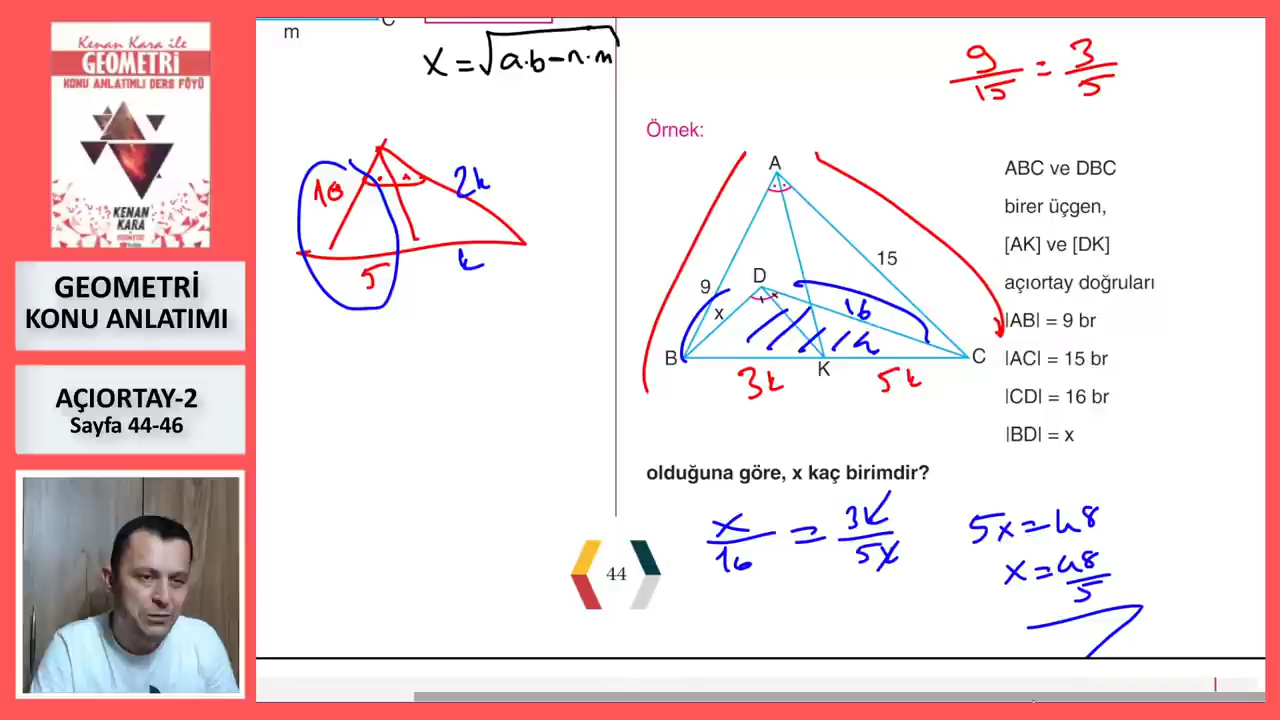 Kenan Kara ile
GEOMETRİ
KONU ANLATIMLI DERS FÖYÜ
KENAN
KARA
GEOMETRİ
KONU ANLATIMI
AÇIORTAY-2
Sayfa 44-46
m
C
x = √a.b-n.m
10
2k
5
k
9/15 = 3/5
Örnek:
A
15
9
D
x
16
B
K
C
3k
5k
ABC ve DBC
birer üçgen,
[AK] ve [DK]
açıortay doğruları
|AB| = 9 br
|AC| = 15 br
|CD| = 16 br
|BD| = x
olduğuna göre, x kaç birimdir?
x/16 = 3k/5k
5x=48
x=48/5
44